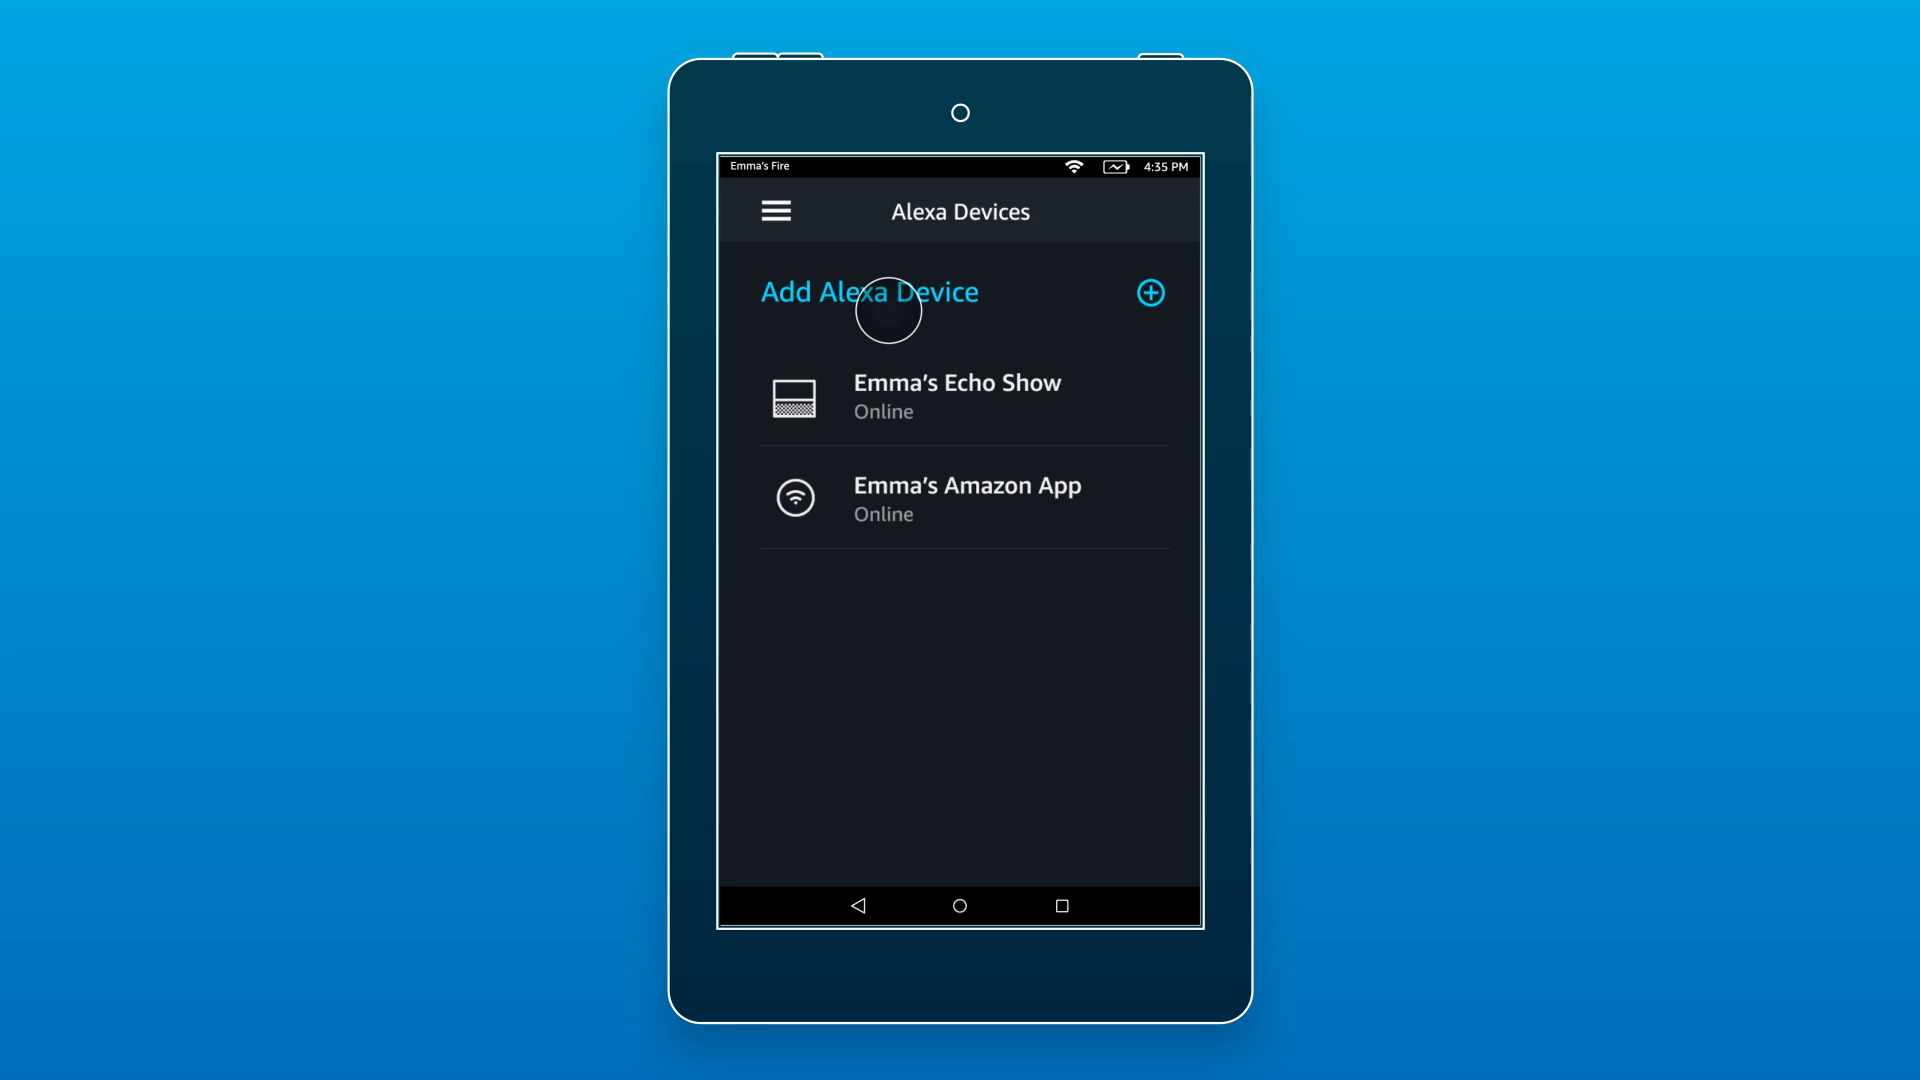 Emma's Fire
4:35 PM
Alexa Devices
Add Alexa Device
Emma's Echo Show
Online
Emma's Amazon App
Online